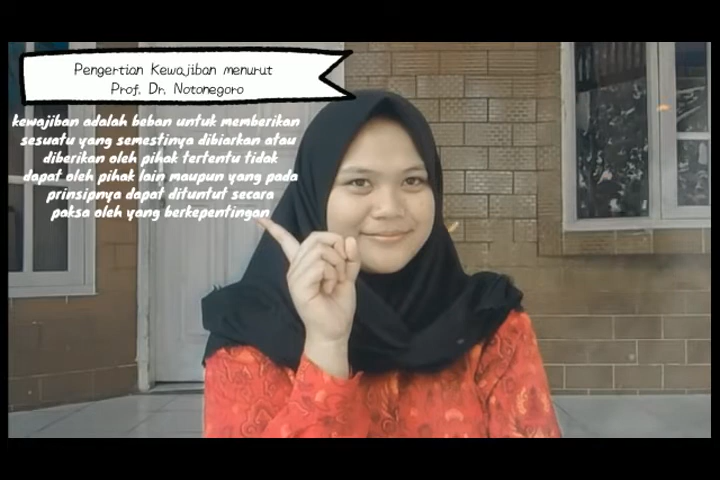 Pengertian Kewajiban menurut
Prof. Dr. Notonegoro
kewajiban adalah beban untuk memberikan
sesuatu yang semestinya dibiarkan atau
diberikan oleh pihak tertentu tidak
dapat oleh pihak lain maupun yang pada
prinsipnya dapat dituntut secara
paksa oleh yang berkepentingan